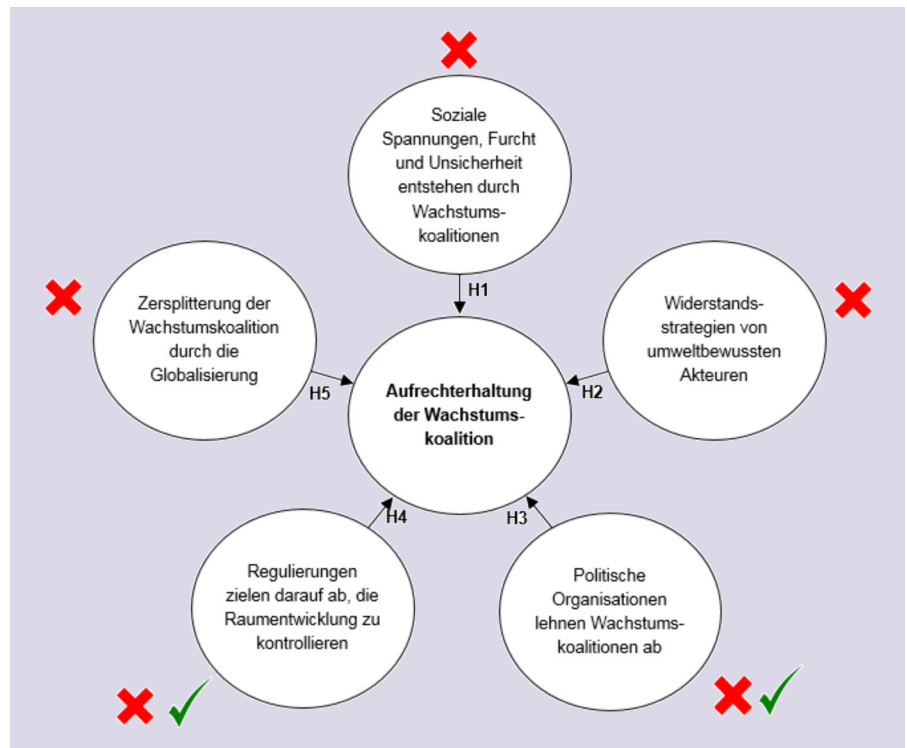 Soziale
Spannungen, Furcht
und Unsicherheit
entstehen durch
Wachstums-
koalitionen
H1
Zersplitterung der
Wachstumskoalition
durch die
Globalisierung
H5
Widerstands-
strategien von
umweltbewussten
Akteuren
H2
Aufrechterhaltung
der Wachstums-
koalition
H4
H3
Regulierungen
zielen darauf ab, die
Raumentwicklung zu
kontrollieren
Politische
Organisationen
lehnen Wachstums-
koalitionen ab